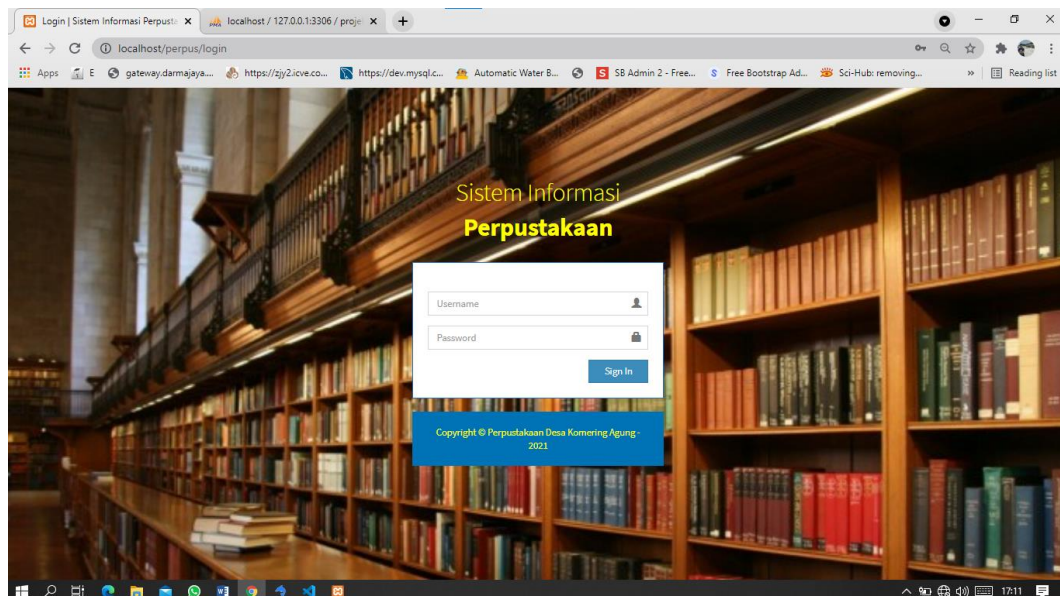 Login | Sistem Informasi Perpusta
localhost / 127.0.0.1:3306 / proje
localhost/perpus/login
Apps
E
gateway.darmajaya....
https://zjy2.icve.co...
https://dev.mysql.c...
Automatic Water B...
SB Admin 2 - Free...
Free Bootstrap Ad...
Sci-Hub: removing...
»
Reading list
Sistem Informasi
Perpustakaan
Username
Password
Sign In
Copyright © Perpustakaan Desa Komering Agung -
2021
17:11